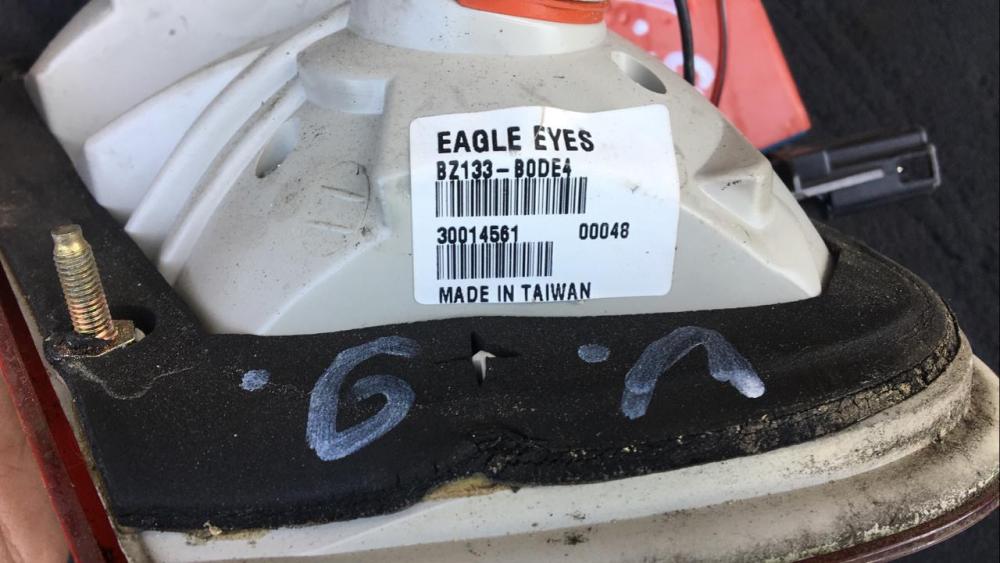 EAGLE EYES
BZ133-B0DE4
30014561 00048
MADE IN TAIWAN